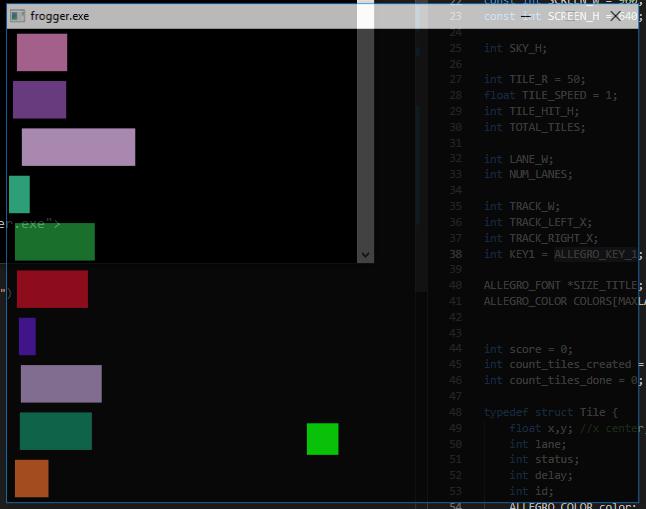 frogger.exe
22 const int SCREEN_W = 960;
23 const int SCREEN_H = 640;
24
25 int SKY_H;
26
27 int TILE_R = 50;
28 float TILE_SPEED = 1;
29 int TILE_HIT_H;
30 int TOTAL_TILES;
31
32 int LANE_W;
33 int NUM_LANES;
34
35 int TRACK_W;
36 int TRACK_LEFT_X;
37 int TRACK_RIGHT_X;
er.exe">
38 int KEY1 = ALLEGRO_KEY_1;
39
")
40 ALLEGRO_FONT *SIZE_TITLE;
41 ALLEGRO_COLOR COLORS[MAXLA
42
43
44 int score = 0;
45 int count_tiles_created =
46 int count_tiles_done = 0;
47
48 typedef struct Tile {
49 float x,y; //x center
50 int lane;
51 int status;
52 int delay;
53 int id;
54 ALLEGRO_COLOR color;